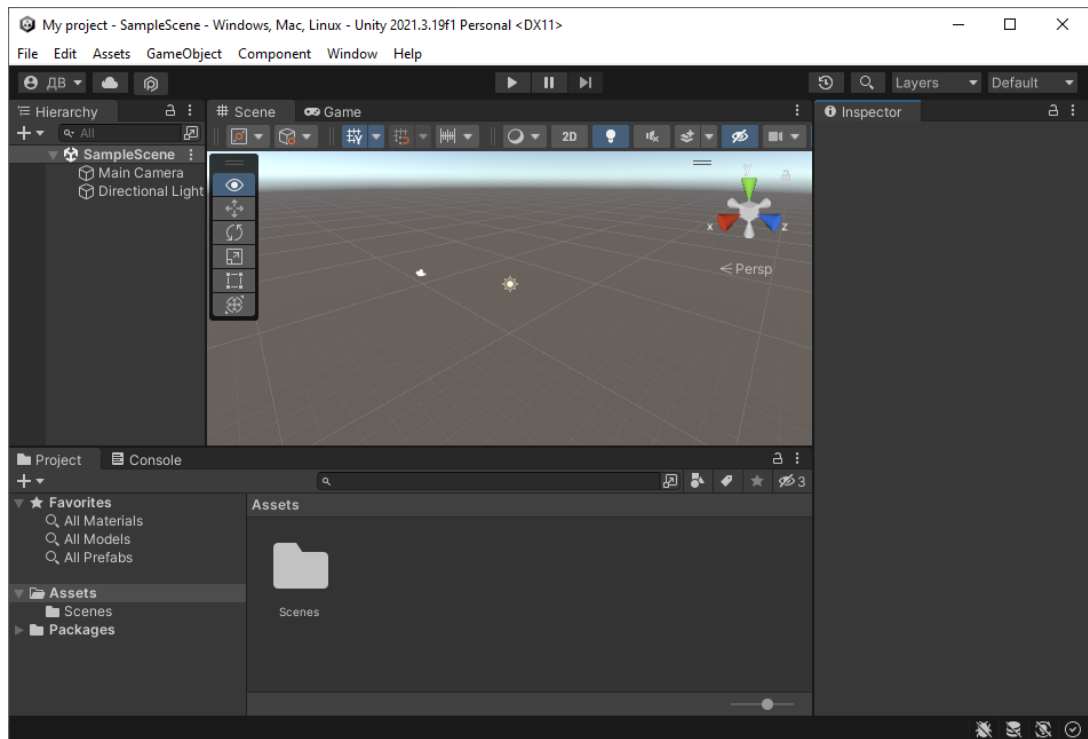 My project - SampleScene - Windows, Mac, Linux - Unity 2021.3.19f1 Personal <DX11>
File Edit Assets GameObject Component Window Help
ДВ Layers Default
Hierarchy
All
SampleScene
Main Camera
Directional Light
Scene Game
2D
y
x z
Persp
Inspector
Project Console
3
Favorites
All Materials
All Models
All Prefabs
Assets
Scenes
Packages
Assets
Scenes